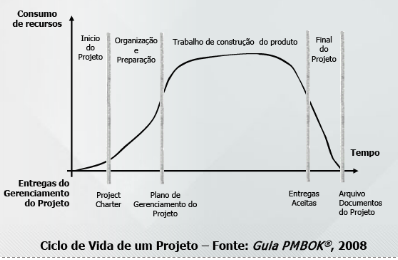 Consumo
de recursos
Início
do
Projeto
Organização
e
Preparação
Trabalho de construção do produto
Final
do
Projeto
Tempo
Entregas do
Gerenciamento
do Projeto
Project
Charter
Plano de
Gerenciamento do
Projeto
Entregas
Aceitas
Arquivo
Documentos
do Projeto
Ciclo de Vida de um Projeto – Fonte: Guia PMBOK®, 2008